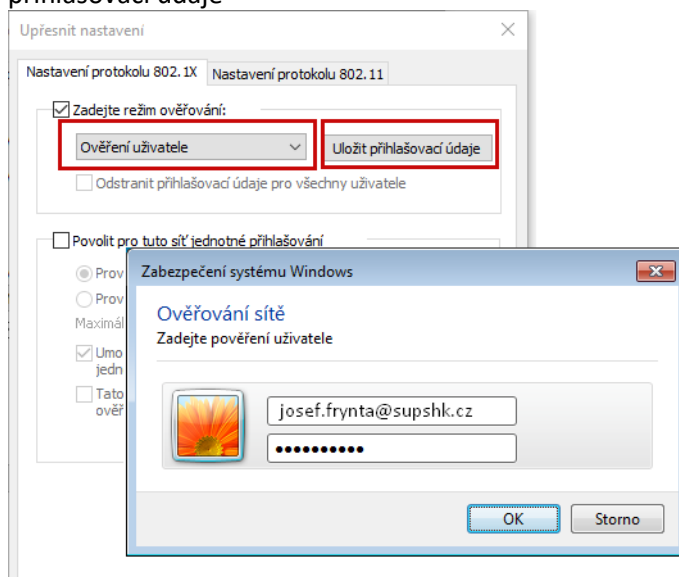 přihlašovací údaje
Upřesnit nastavení
Nastavení protokolu 802.1X Nastavení protokolu 802.11
Zadejte režim ověřování:
Ověření uživatele Uložit přihlašovací údaje
Odstranit přihlašovací údaje pro všechny uživatele
Povolit pro tuto síť jednotné přihlašování
Prov
Zabezpečení systému Windows
Prov
Ověřování sítě
Maximál
Zadejte pověření uživatele
Umo
jedn
Tato
ověř
josef.frynta@supshk.cz
••••••••••
OK Storno